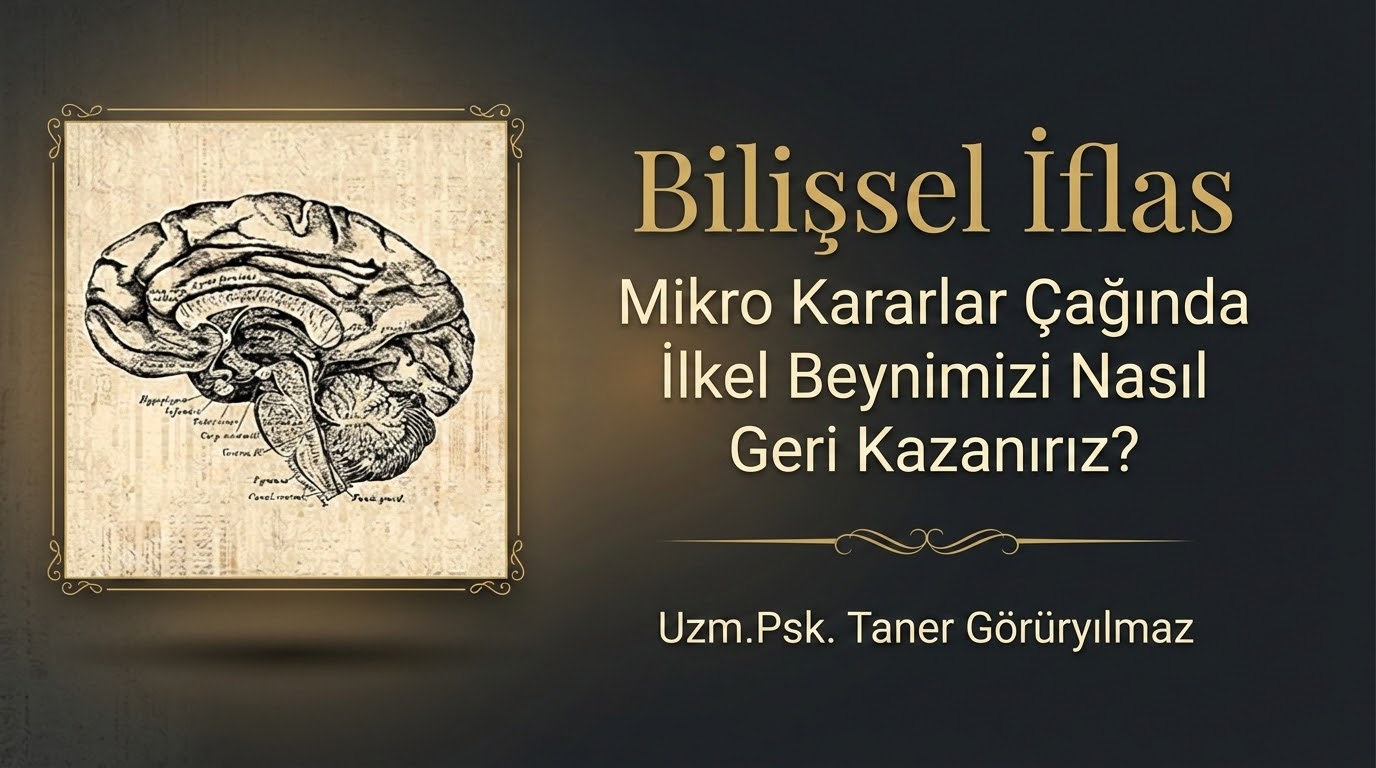 Bilişsel İflas
Mikro Kararlar Çağında
İlkel Beynimizi Nasıl
Geri Kazanırız?
Uzm.Psk. Taner Görüryılmaz